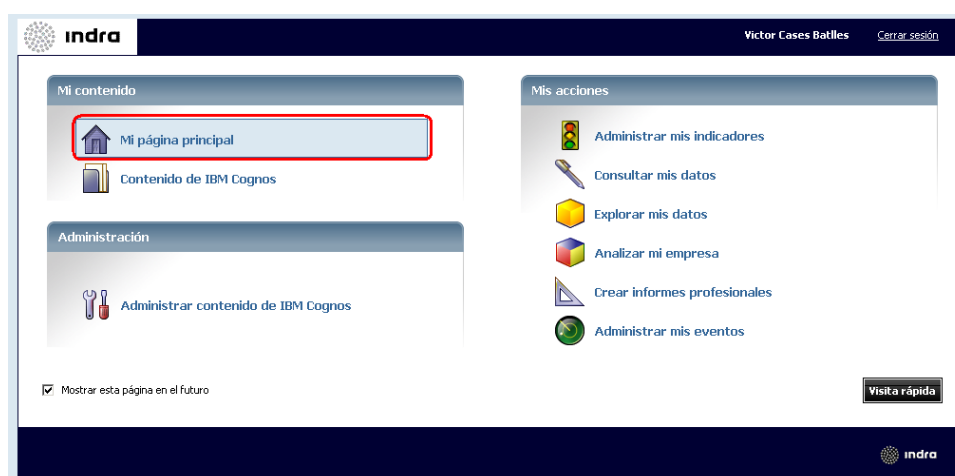 indra
Victor Cases Batlles Cerrar sesión
Mi contenido
Mi página principal
Contenido de IBM Cognos
Administración
Administrar contenido de IBM Cognos
Mis acciones
Administrar mis indicadores
Consultar mis datos
Explorar mis datos
Analizar mi empresa
Crear informes profesionales
Administrar mis eventos
Mostrar esta página en el futuro
Visita rápida
indra